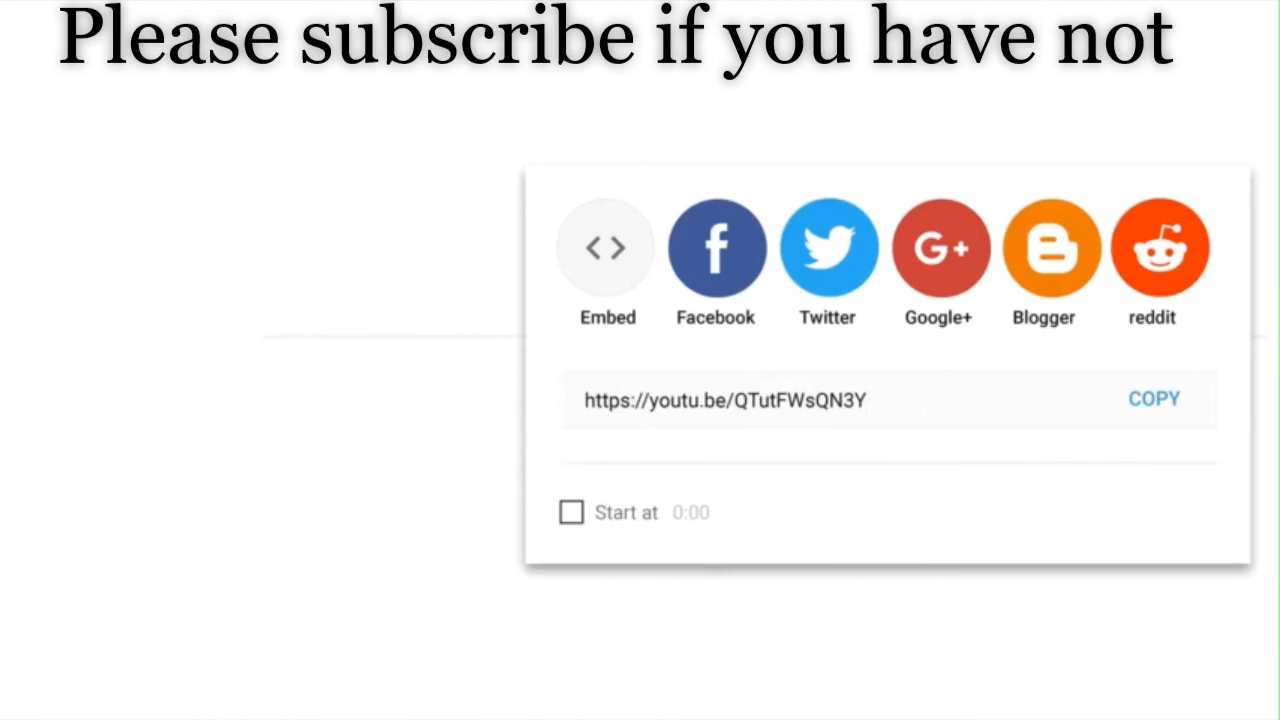 Please subscribe if you have not
Embed Facebook Twitter Google+ Blogger reddit
https://youtu.be/QTutFWsQN3Y COPY
Start at 0:00